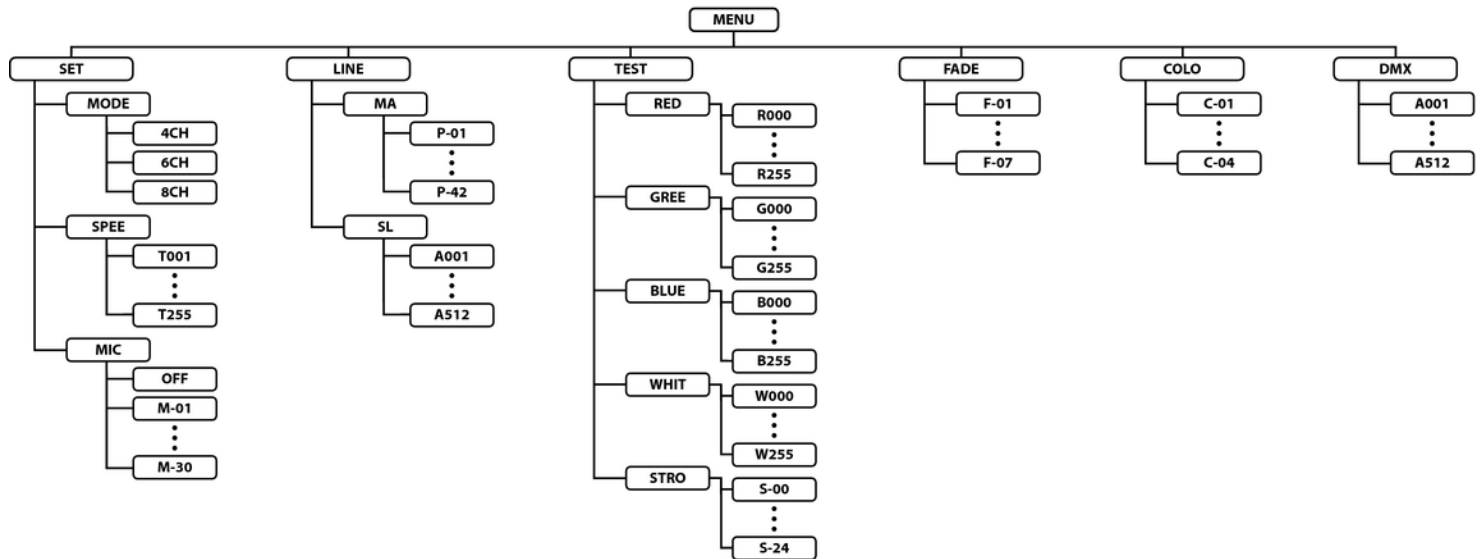 MENU
SET
MODE
4CH
6CH
8CH
SPEE
T001
T255
MIC
OFF
M-01
M-30
LINE
MA
P-01
P-42
SL
A001
A512
TEST
RED
R000
R255
GREE
G000
G255
BLUE
B000
B255
WHIT
W000
W255
STRO
S-00
S-24
FADE
F-01
F-07
COLO
C-01
C-04
DMX
A001
A512